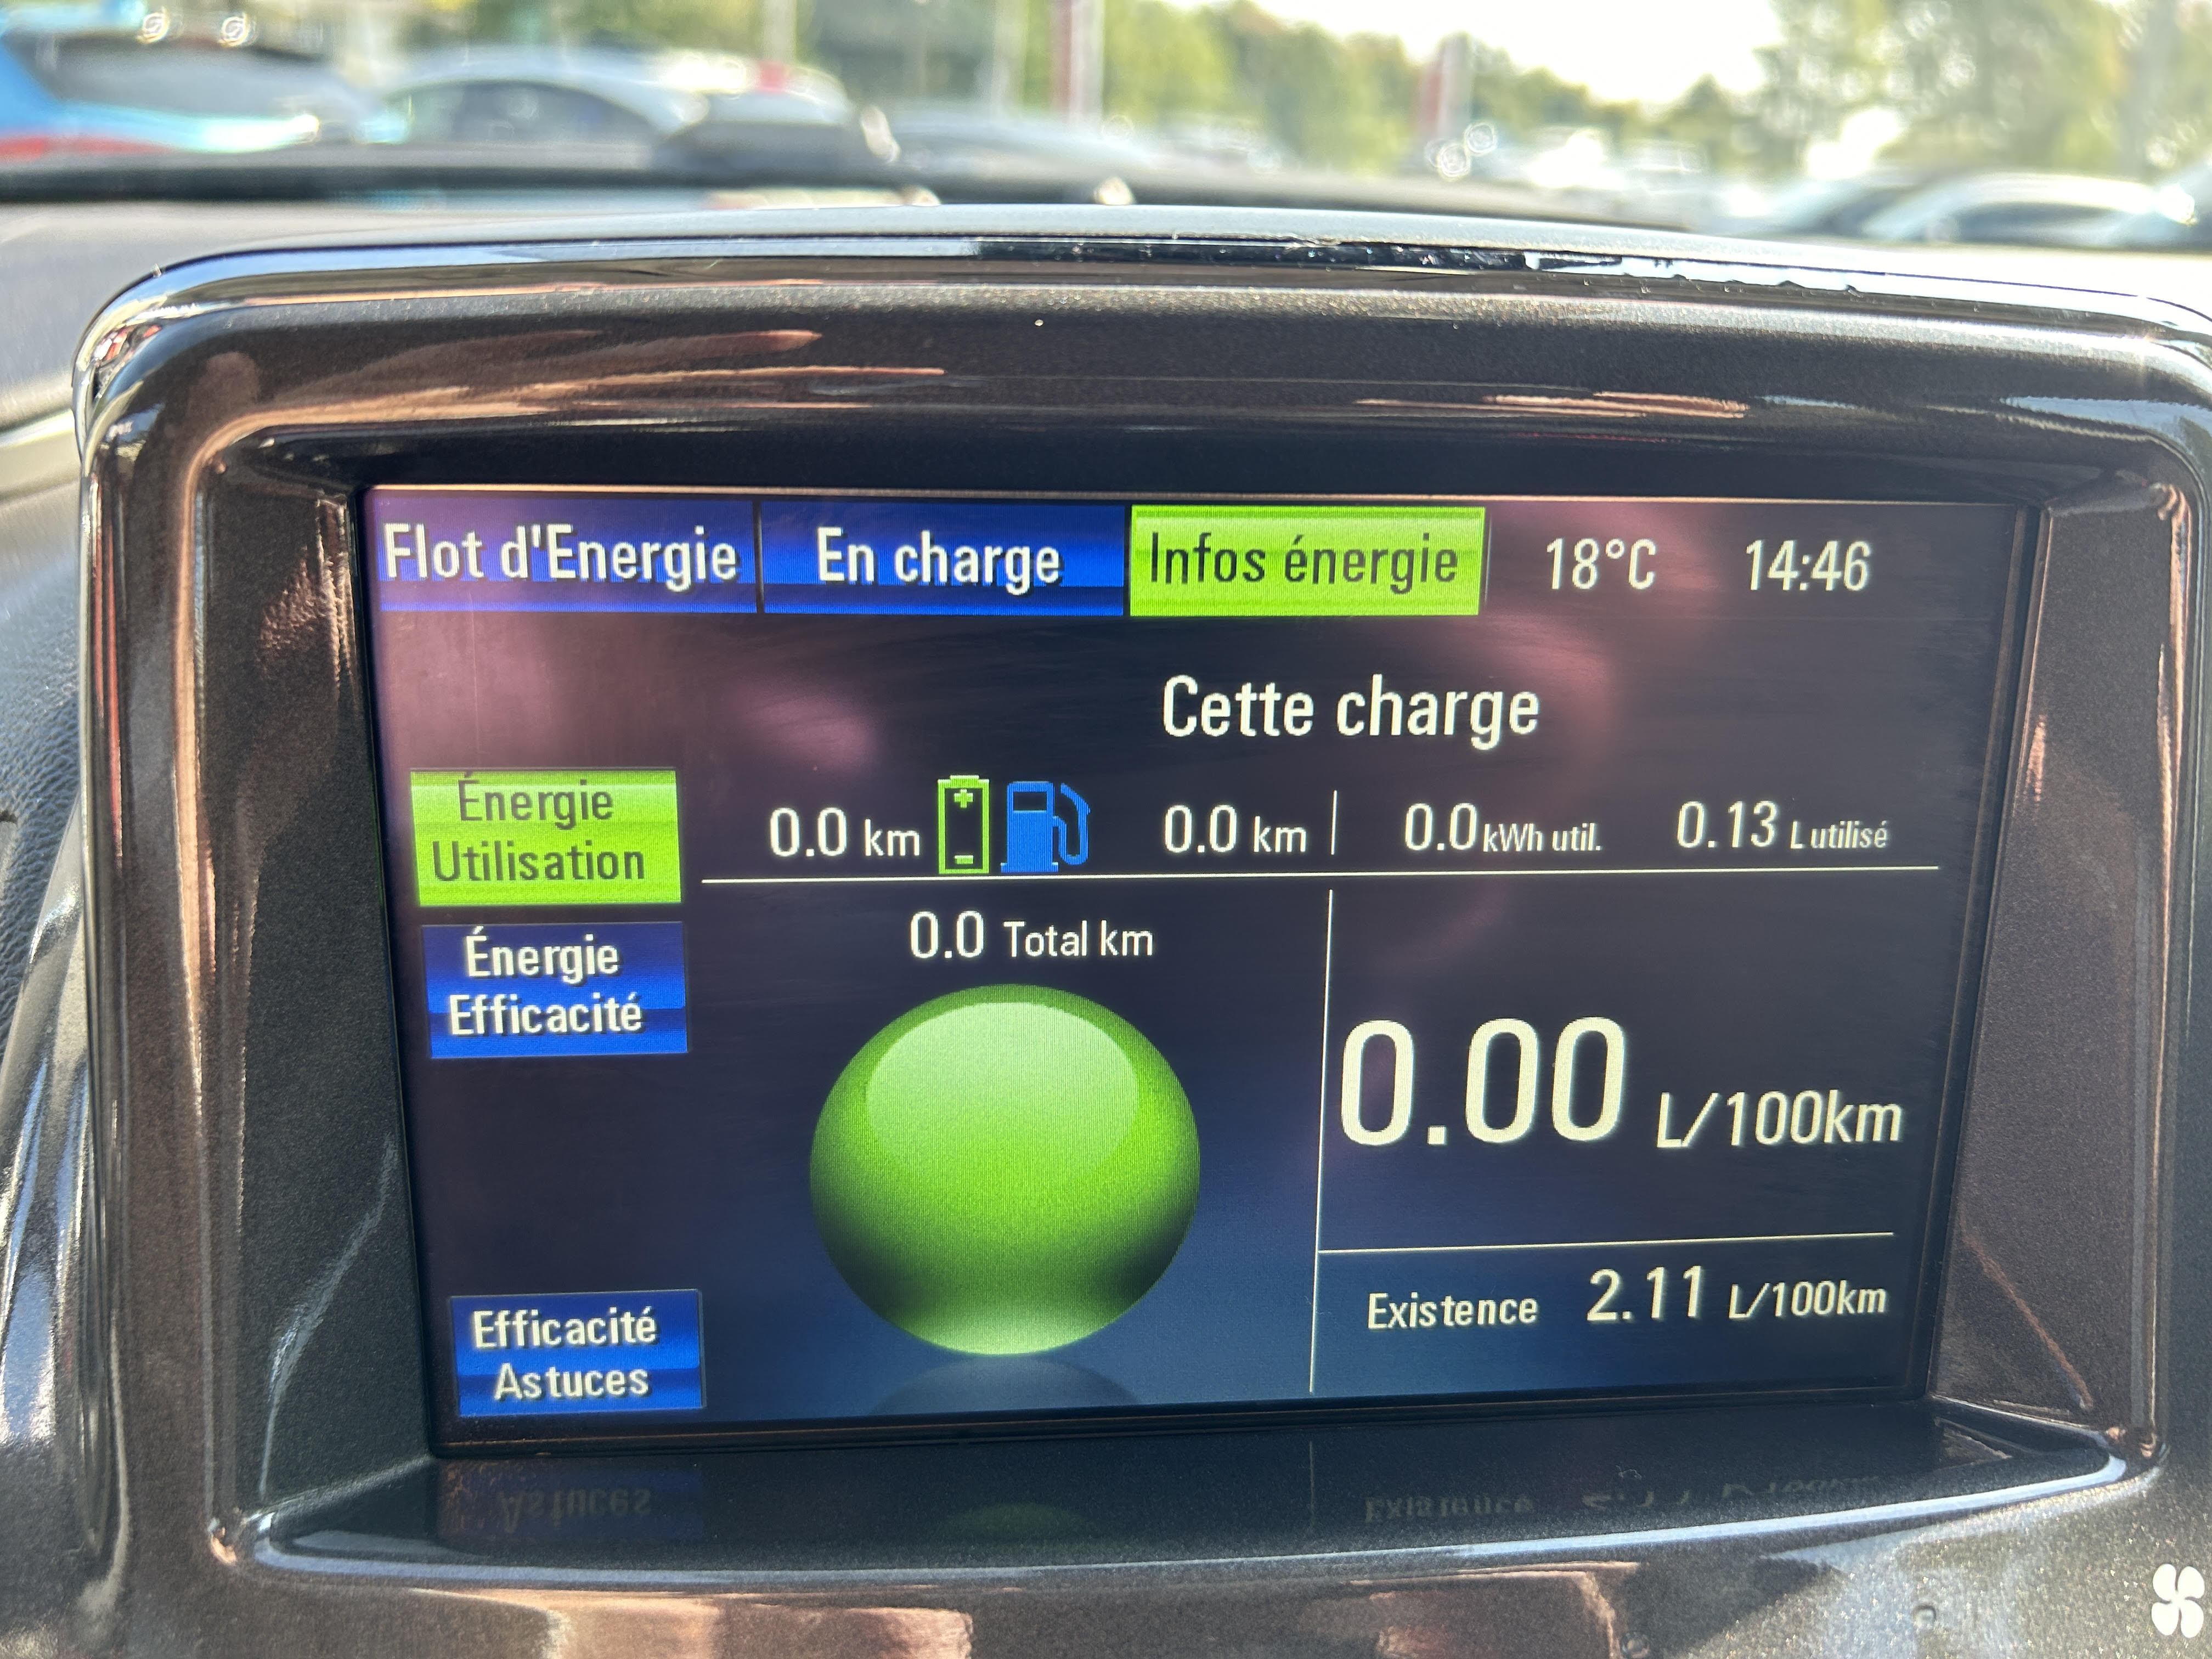 Flot d'Energie En charge Infos énergie 18°C 14:46
Cette charge
Énergie
Utilisation
0.0 km 0.0 km 0.0 kWh util. 0.13 L utilisé
0.0 Total km
Énergie
Efficacité
0.00 L/100km
Existence 2.11 L/100km
Efficacité
Astuces